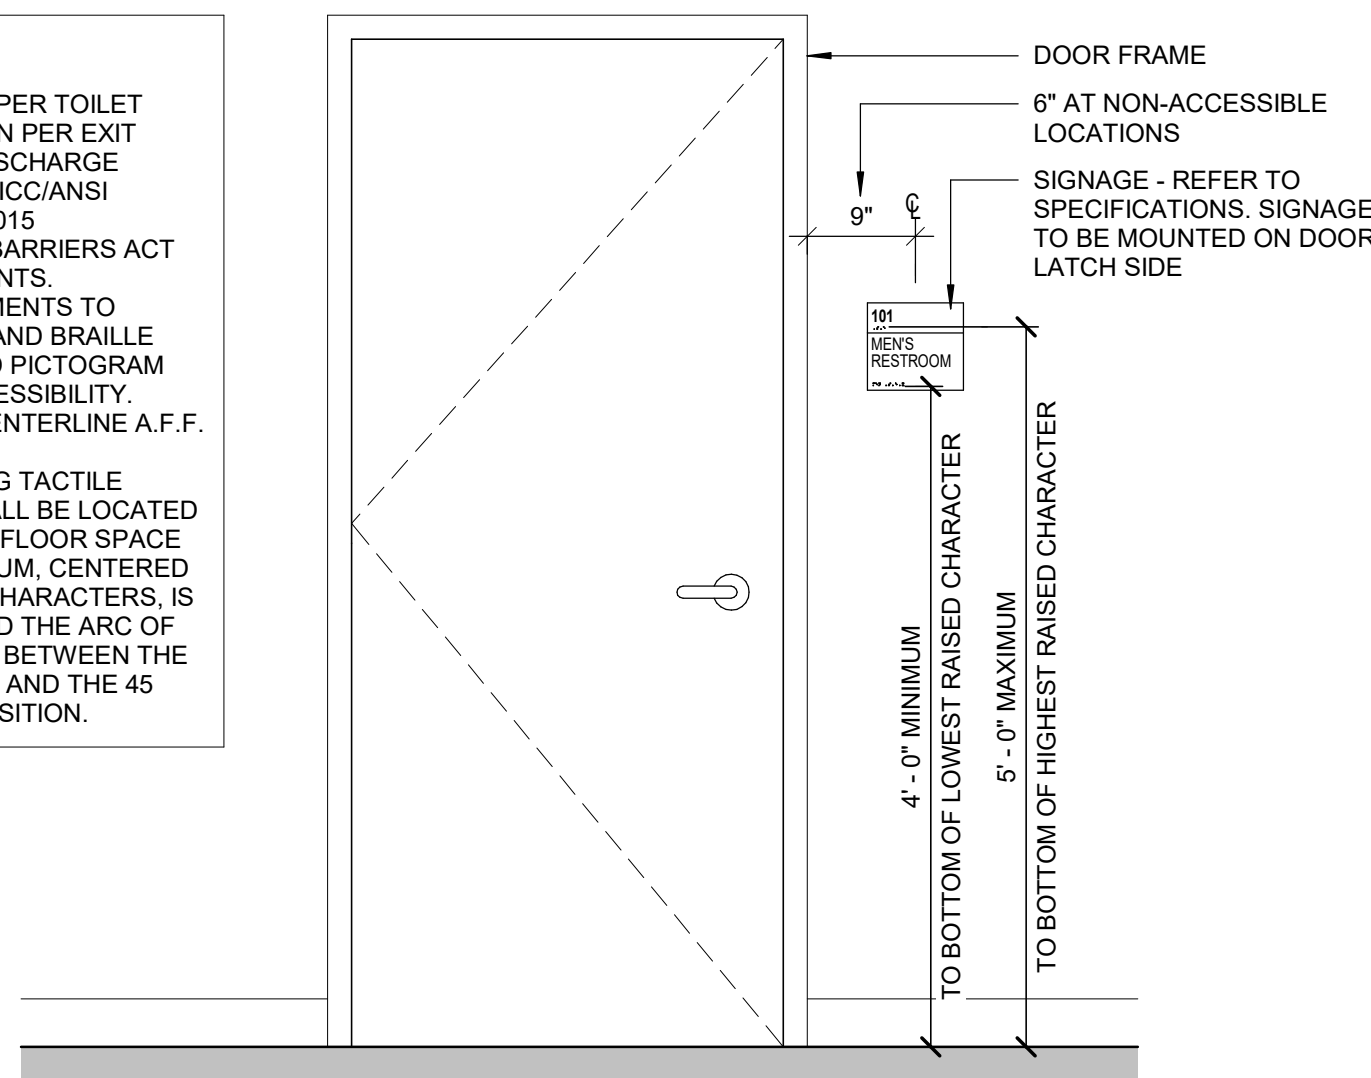 PER TOILET
N PER EXIT
SCHARGE
ICC/ANSI
015
BARRIERS ACT
NTS.
MENTS TO
AND BRAILLE
O PICTOGRAM
ESSIBILITY.
ENTERLINE A.F.F.
G TACTILE
ALL BE LOCATED
FLOOR SPACE
UM, CENTERED
HARACTERS, IS
D THE ARC OF
BETWEEN THE
AND THE 45
SITION.
DOOR FRAME
6" AT NON-ACCESSIBLE
LOCATIONS
SIGNAGE - REFER TO
SPECIFICATIONS. SIGNAGE
TO BE MOUNTED ON DOOR
LATCH SIDE
9"
℄
101
MEN'S
RESTROOM
4' - 0" MINIMUM
TO BOTTOM OF LOWEST RAISED CHARACTER
5' - 0" MAXIMUM
TO BOTTOM OF HIGHEST RAISED CHARACTER